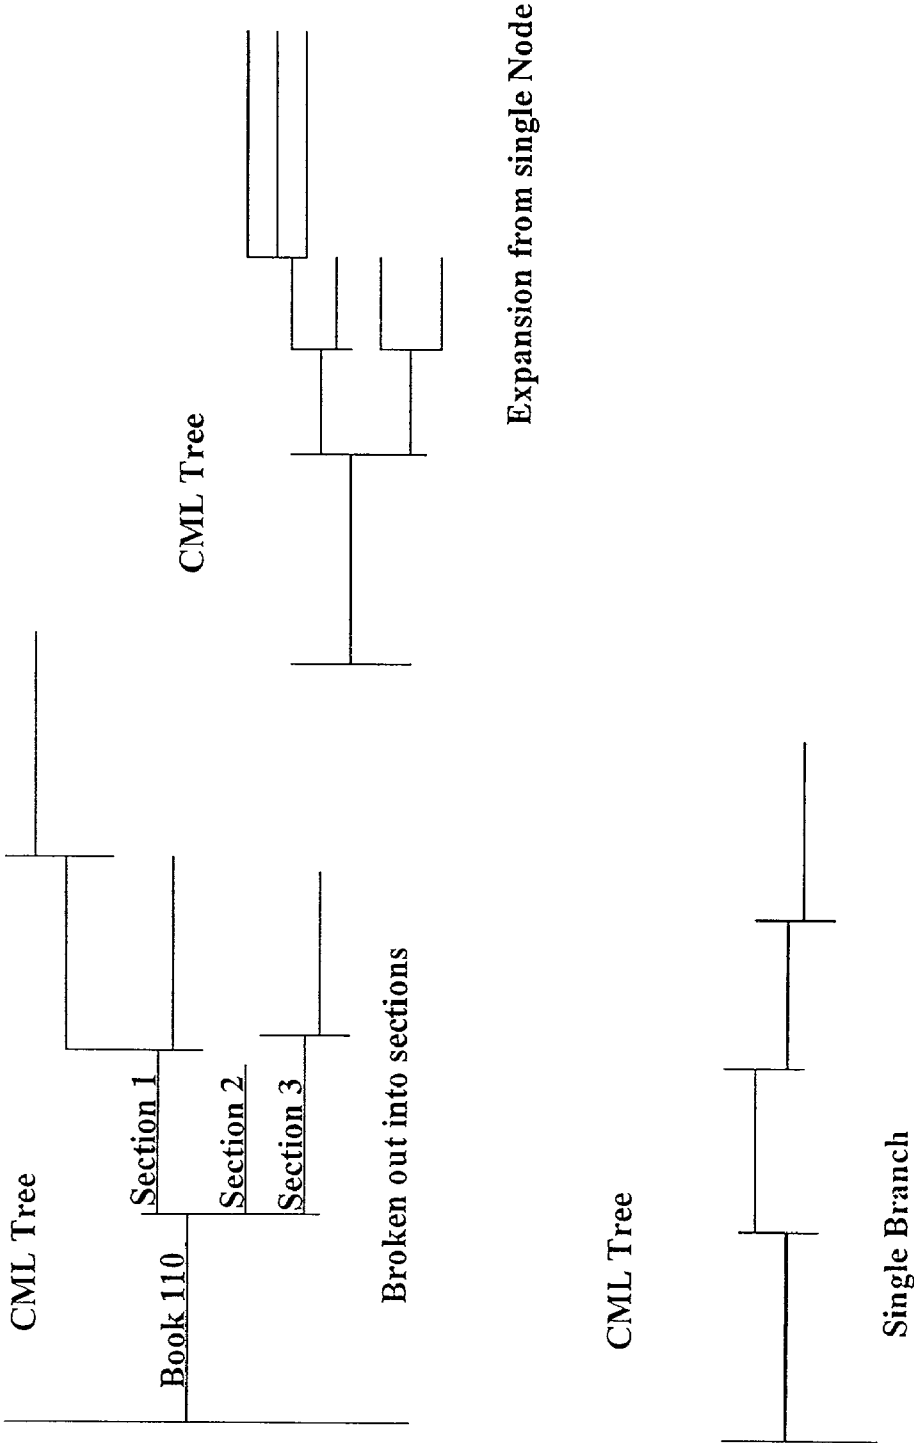 CML Tree
Book 110
Section 1
Section 2
Section 3
Broken out into sections
CML Tree
Expansion from single Node
CML Tree
Single Branch